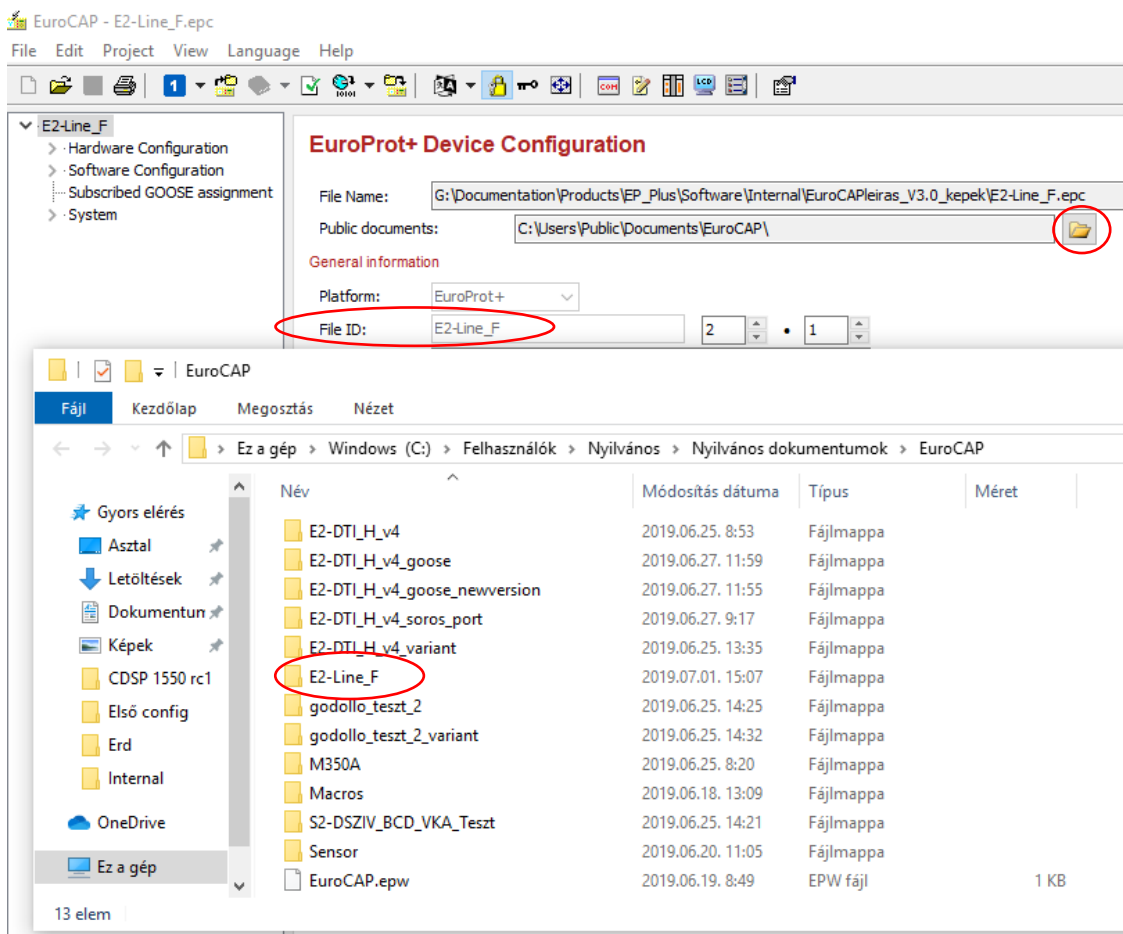 EuroCAP - E2-Line_F.epc
File Edit Project View Language Help
1 10101 COM LCD
E2-Line_F
Hardware Configuration
Software Configuration
Subscribed GOOSE assignment
System
EuroProt+ Device Configuration
File Name: G:\Documentation\Products\EP_Plus\Software\Internal\EuroCAPleiras_V3.0_kepek\E2-Line_F.epc
Public documents: C:\Users\Public\Documents\EuroCAP\
General information
Platform: EuroProt+
File ID: E2-Line_F 2 • 1
EuroCAP
Fájl Kezdőlap Megosztás Nézet
Ez a gép > Windows (C:) > Felhasználók > Nyilvános > Nyilvános dokumentumok > EuroCAP
Gyors elérés
Asztal
Letöltések
Dokumentun
Képek
CDSP 1550 rc1
Első config
Erd
Internal
OneDrive
Ez a gép
Név Módosítás dátuma Típus Méret
E2-DTI_H_v4 2019.06.25. 8:53 Fájlmappa
E2-DTI_H_v4_goose 2019.06.27. 11:59 Fájlmappa
E2-DTI_H_v4_goose_newversion 2019.06.27. 11:55 Fájlmappa
E2-DTI_H_v4_soros_port 2019.06.27. 9:17 Fájlmappa
E2-DTI_H_v4_variant 2019.06.25. 13:35 Fájlmappa
E2-Line_F 2019.07.01. 15:07 Fájlmappa
godollo_teszt_2 2019.06.25. 14:25 Fájlmappa
godollo_teszt_2_variant 2019.06.25. 14:32 Fájlmappa
M350A 2019.06.25. 8:20 Fájlmappa
Macros 2019.06.18. 13:09 Fájlmappa
S2-DSZIV_BCD_VKA_Teszt 2019.06.25. 14:21 Fájlmappa
Sensor 2019.06.20. 11:05 Fájlmappa
EuroCAP.epw 2019.06.19. 8:49 EPW fájl 1 KB
13 elem